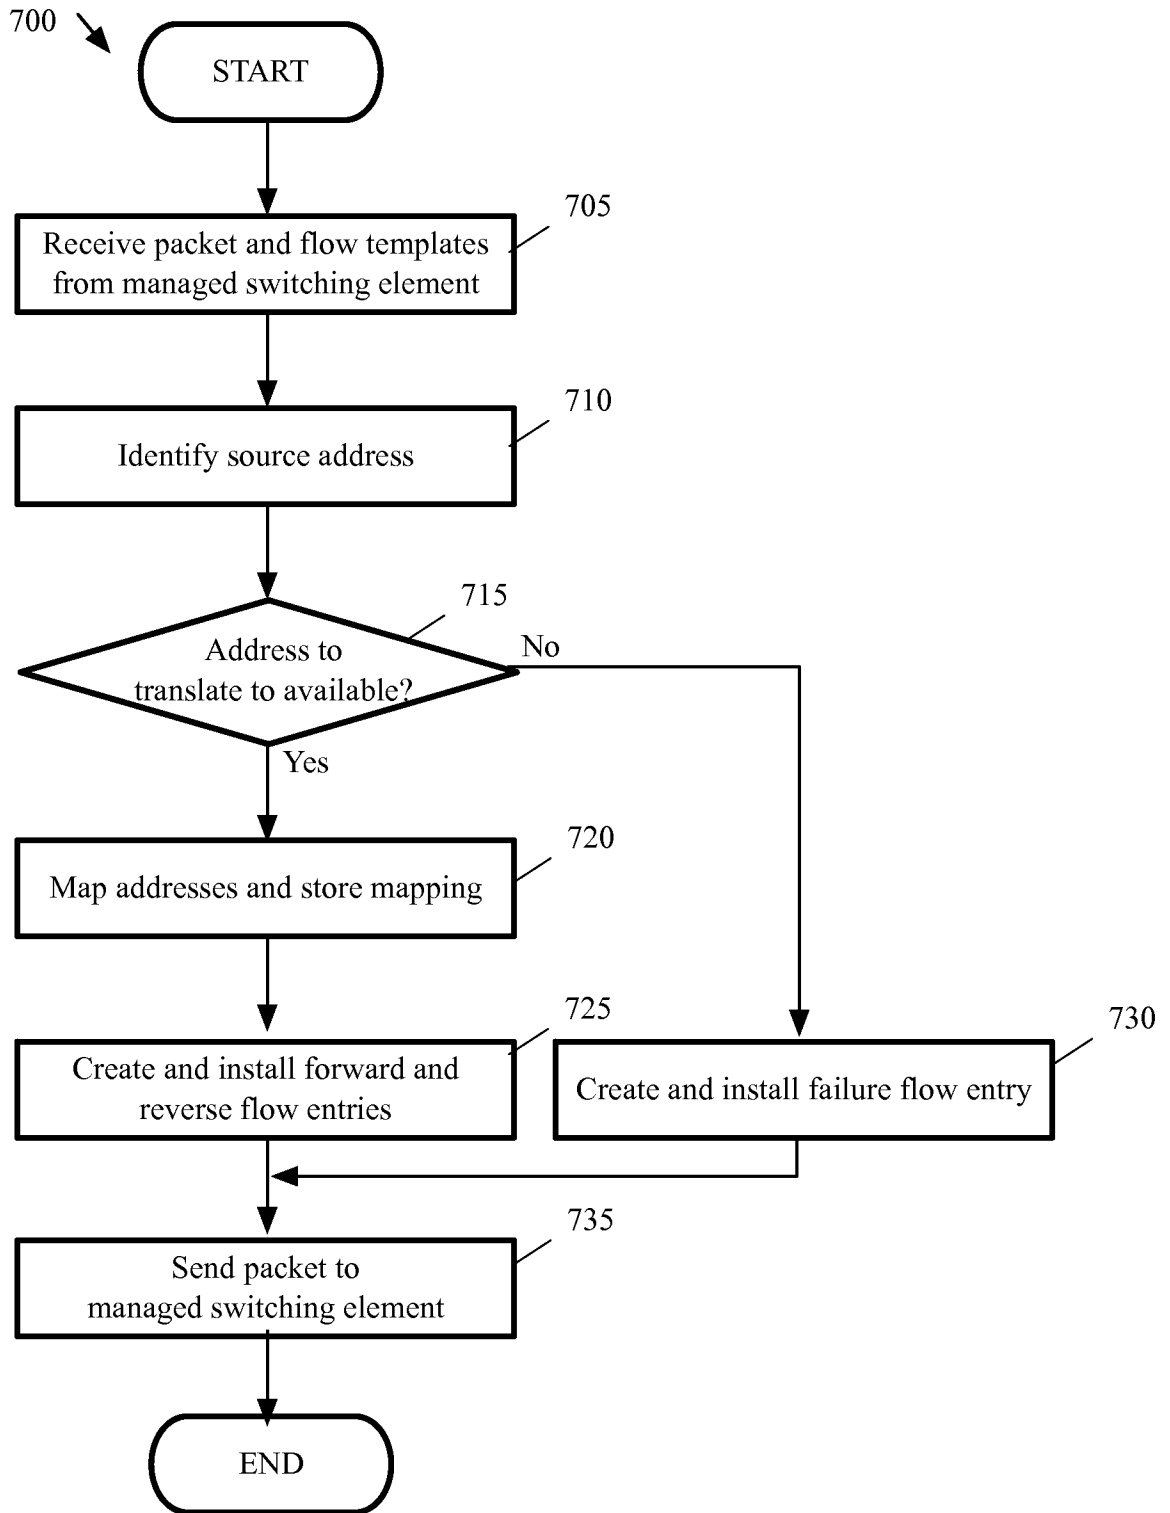 700
START
705
Receive packet and flow templates
from managed switching element
710
Identify source address
715
Address to
translate to available?
No
Yes
720
Map addresses and store mapping
725
Create and install forward and
reverse flow entries
730
Create and install failure flow entry
735
Send packet to
managed switching element
END